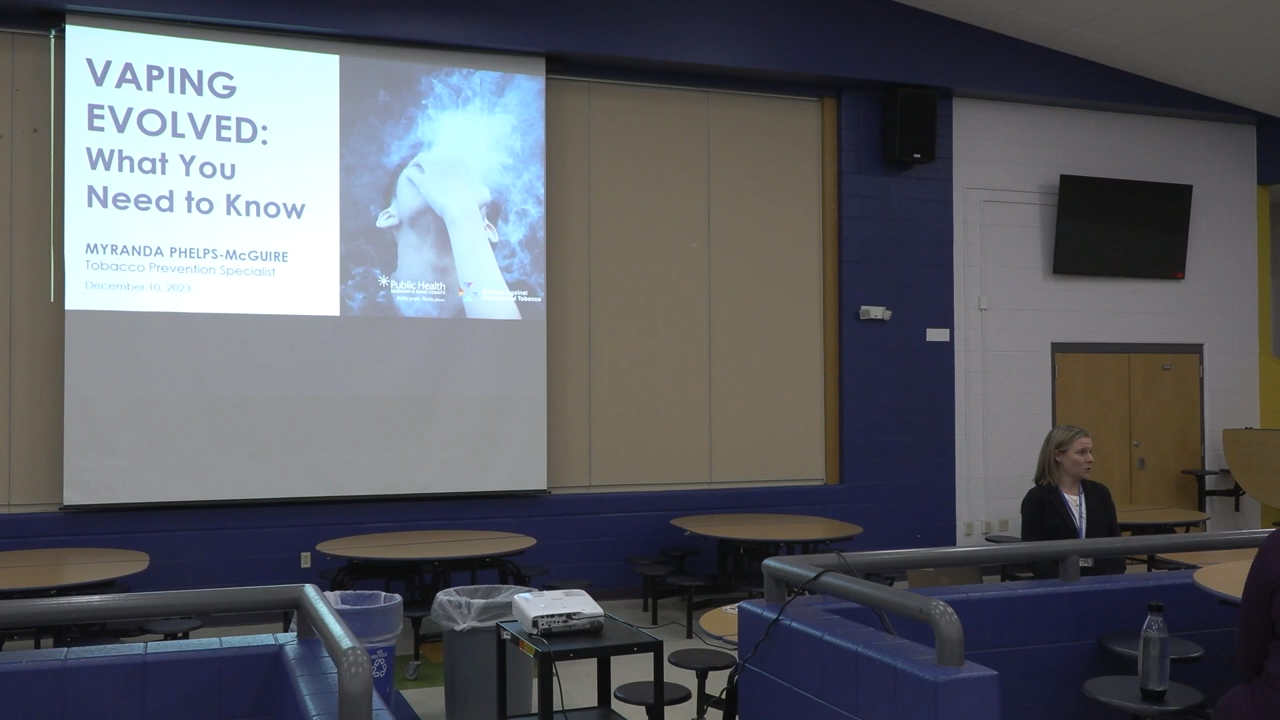 VAPING
EVOLVED:
What You
Need to Know
MYRANDA PHELPS-McGUIRE
Tobacco Prevention Specialist
December 10, 2023
Public Health